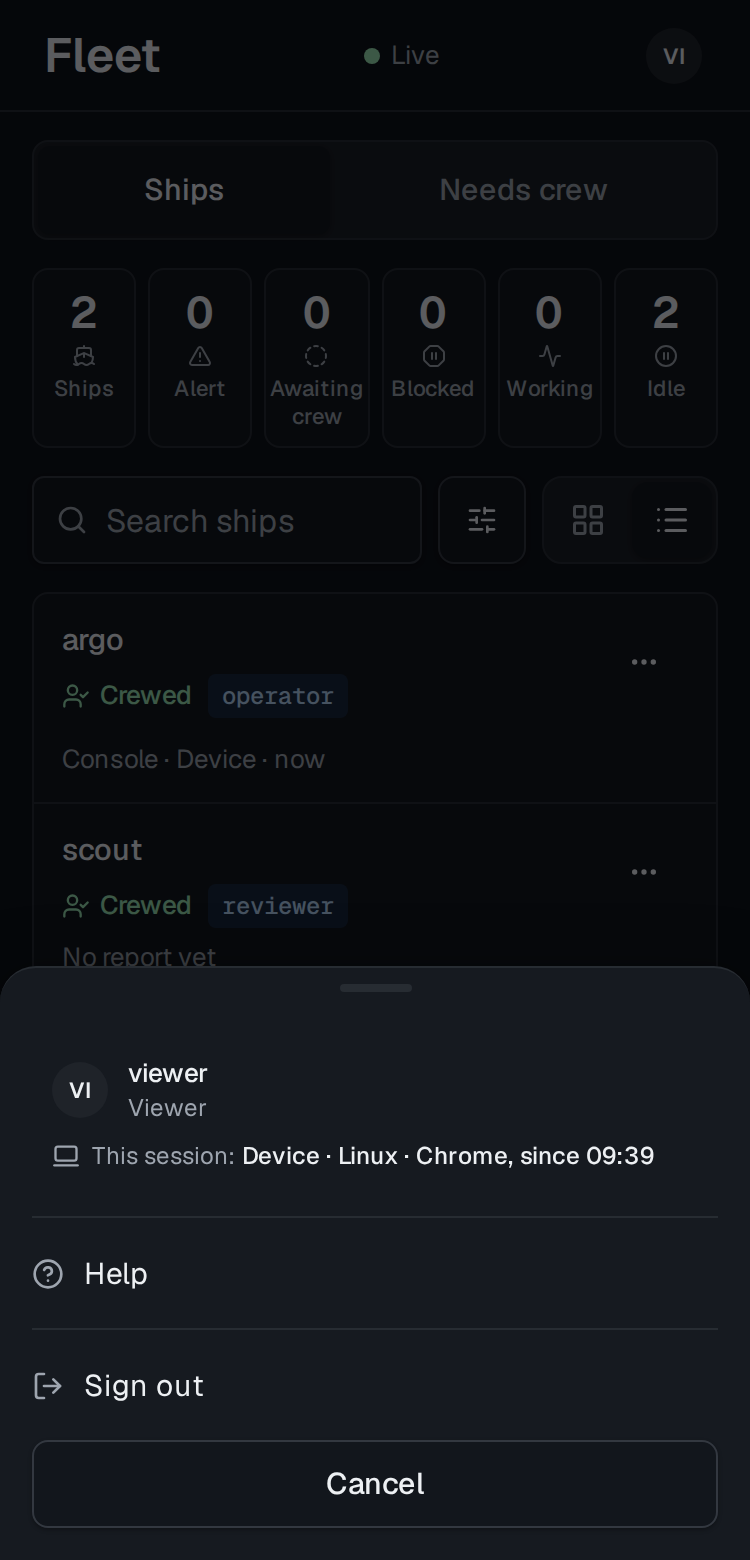 Fleet
Live
VI
Ships
Needs crew
2
Ships
0
Alert
0
Awaiting
crew
0
Blocked
0
Working
2
Idle
Search ships
argo
Crewed operator
Console · Device · now
scout
Crewed reviewer
No report yet
VI
viewer
Viewer
This session: Device · Linux · Chrome, since 09:39
Help
Sign out
Cancel